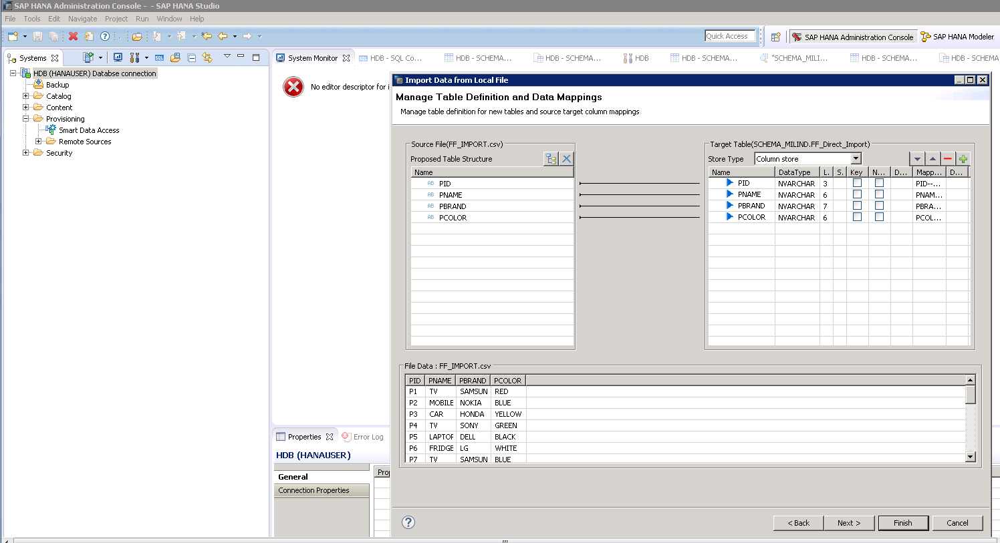 SAP HANA Administration Console - - SAP HANA Studio
File Tools Edit Navigate Project Run Window Help
Quick Access
SAP HANA Administration Console
SAP HANA Modeler
Systems
System Monitor
HDB - SQL Co...
HDB - SCHEMA...
HDB - SCHEMA...
HDB
HDB - SCHEMA...
"SCHEMA_MILI...
HDB - SCHEMA...
HDB - SCHEMA
HDB (HANAUSER) Databse connection
Backup
Catalog
Content
Provisioning
Smart Data Access
Remote Sources
Security
No editor descriptor for i
Import Data from Local File
Manage Table Definition and Data Mappings
Manage table definition for new tables and source target column mappings
Source File(FF_IMPORT.csv)
Proposed Table Structure
Name
AB PID
AB PNAME
AB PBRAND
AB PCOLOR
Target Table(SCHEMA_MILIND.FF_Direct_Import)
Store Type Column store
Name DataType L. S. Key N... D... Mapp... D...
PID NVARCHAR 3 PID--...
PNAME NVARCHAR 6 PNAM...
PBRAND NVARCHAR 7 PBRA...
PCOLOR NVARCHAR 6 PCOL...
File Data : FF_IMPORT.csv
PID PNAME PBRAND PCOLOR
P1 TV SAMSUN RED
P2 MOBILE NOKIA BLUE
P3 CAR HONDA YELLOW
P4 TV SONY GREEN
P5 LAPTOP DELL BLACK
P6 FRIDGE LG WHITE
P7 TV SAMSUN BLUE
Properties
Error Log
HDB (HANAUSER)
General
Connection Properties
Prop
< Back
Next >
Finish
Cancel